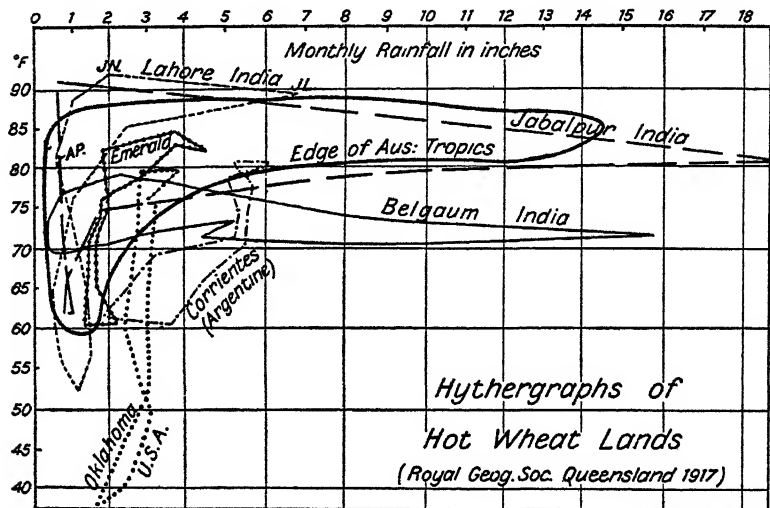 0 1 2 3 4 5 6 7 8 9 10 11 12 13 14 15 16 17 18
°F
Monthly Rainfall in inches
JN. Lahore India JL
90
85
Jabalpur India
AP.
Emerald
Edge of Aus: Tropics
80
75
Belgaum India
70
65
Corrientes
(Argentine)
60
55
Hythergraphs of
50
Hot Wheat Lands
Oklahoma
U.S.A.
45
(Royal Geog. Soc. Queensland 1917)
40